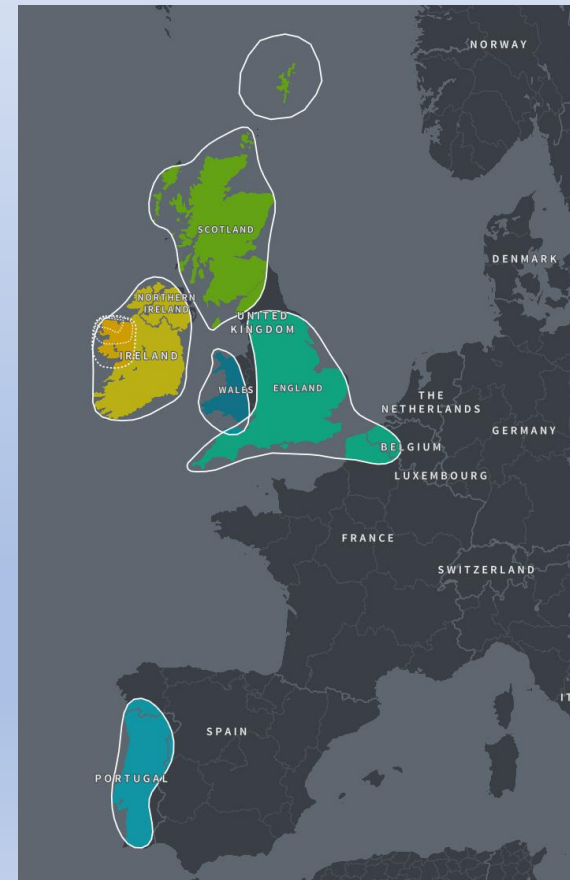 NORWAY
SCOTLAND
DENMARK
NORTHERN
IRELAND
UNITED
KINGDOM
IRELAND
WALES
ENGLAND
THE
NETHERLANDS
GERMANY
BELGIUM
LUXEMBOURG
FRANCE
SWITZERLAND
IT
SPAIN
PORTUGAL